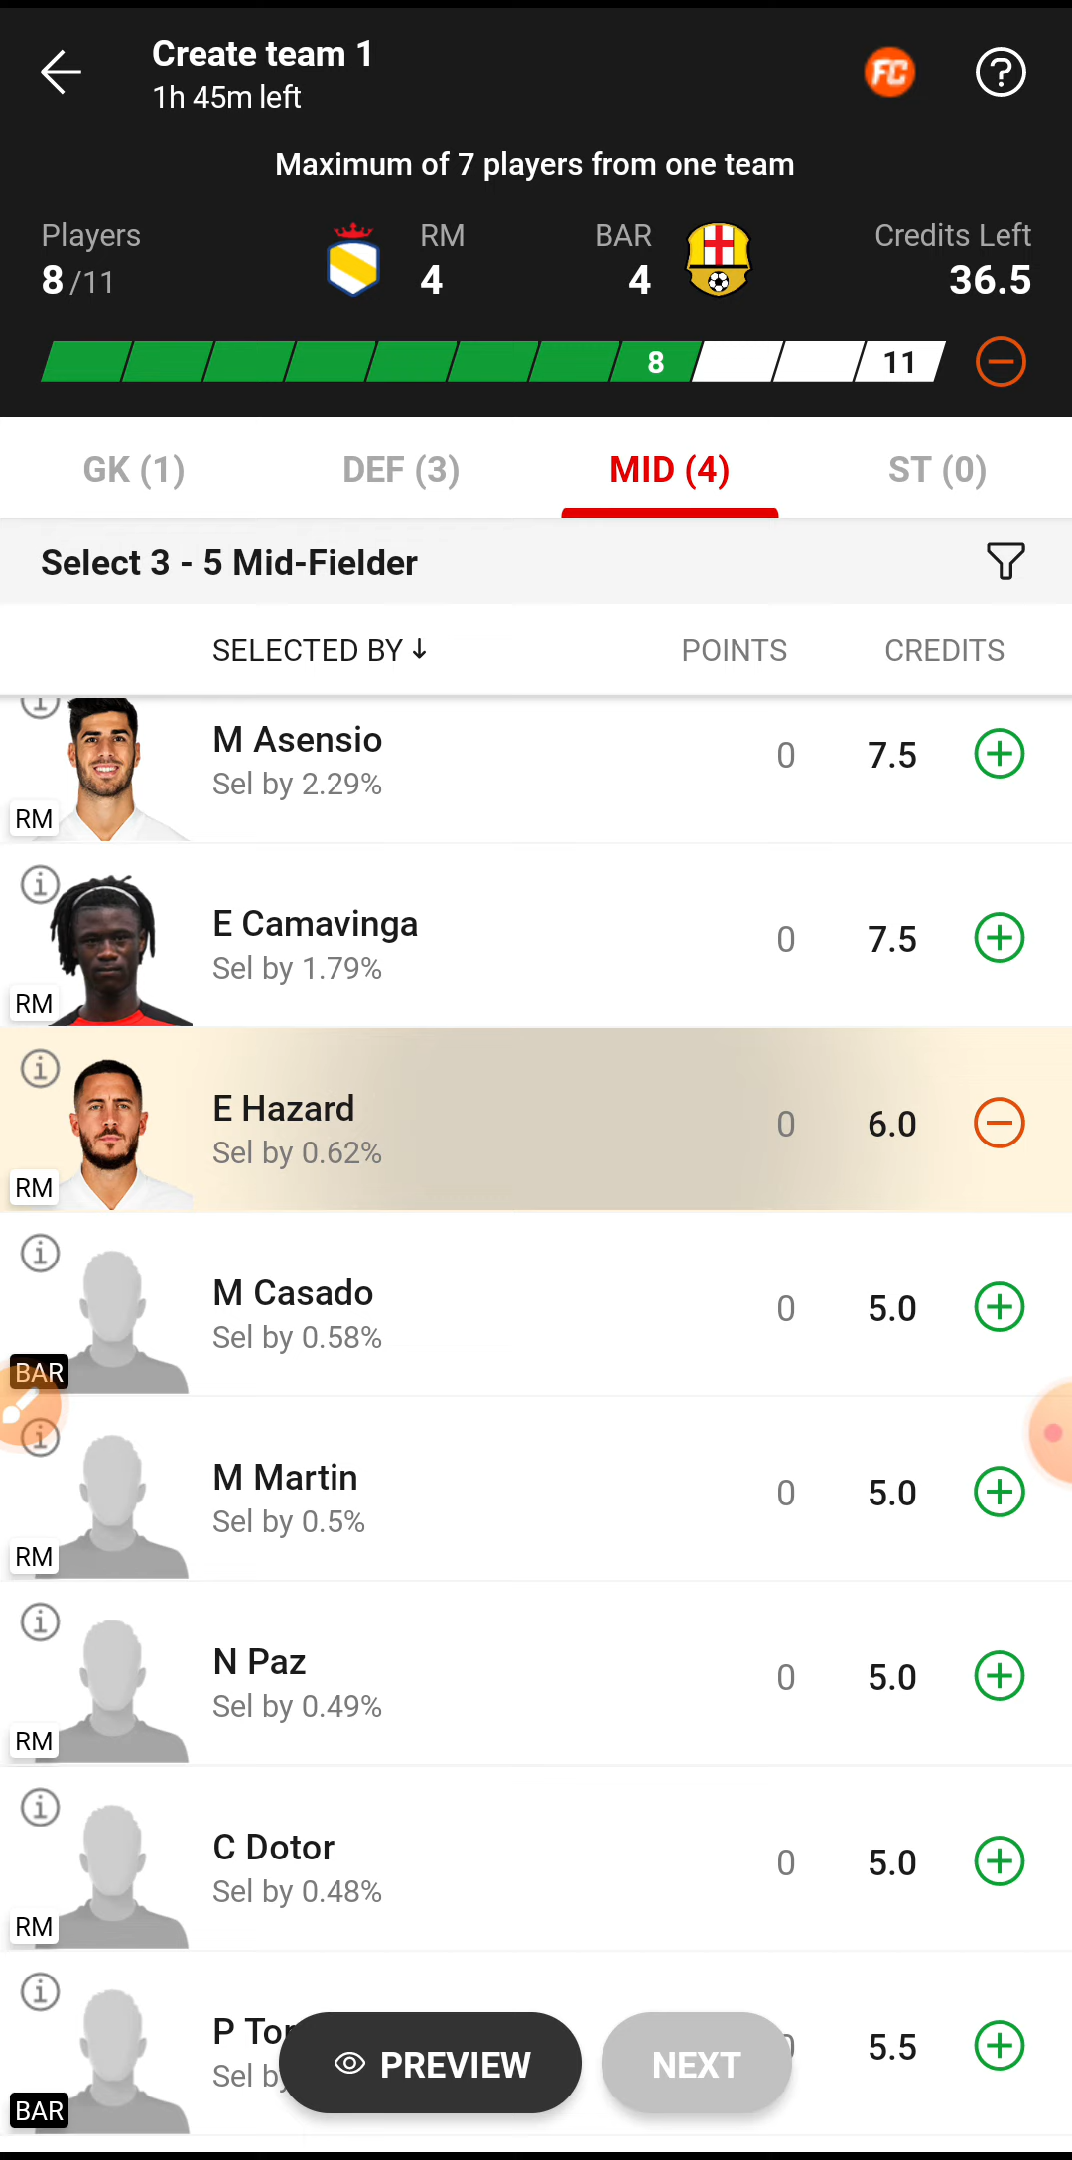 Create team 1
1h 45m left
FC
?
Maximum of 7 players from one team
Players
8/11
RM
4
BAR
4
Credits Left
36.5
8
11
GK (1)
DEF (3)
MID (4)
ST (0)
Select 3 - 5 Mid-Fielder
SELECTED BY ↓
POINTS
CREDITS
M Asensio
Sel by 2.29%
RM
0
7.5
E Camavinga
Sel by 1.79%
RM
0
7.5
E Hazard
Sel by 0.62%
RM
0
6.0
M Casado
Sel by 0.58%
BAR
0
5.0
M Martin
Sel by 0.5%
RM
0
5.0
N Paz
Sel by 0.49%
RM
0
5.0
C Dotor
Sel by 0.48%
RM
0
5.0
P
Sel
BAR
5.5
PREVIEW
NEXT